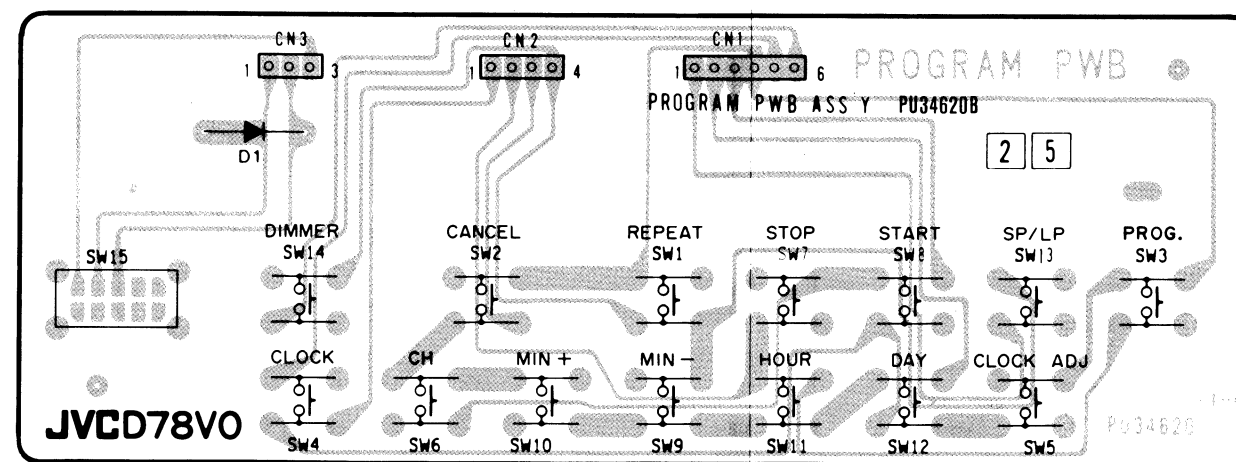 CN3 CN2 CN1
1 3 1 4 1 6 PROGRAM PWB
PROGRAM PWB ASSY PU34620B
D1
2 5
DIMMER CANCEL REPEAT STOP START SP/LP PROG.
SW15 SW14 SW2 SW1 SW7 SW8 SW13 SW3
CLOCK CH MIN + MIN - HOUR DAY CLOCK ADJ
JVCD78V0 PU34620
SW4 SW6 SW10 SW9 SW11 SW12 SW5